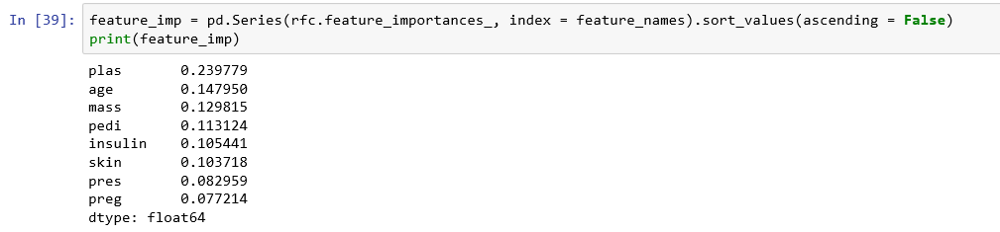 In [39]: feature_imp = pd.Series(rfc.feature_importances_, index = feature_names).sort_values(ascending = False)
print(feature_imp)
plas       0.239779
age        0.147950
mass       0.129815
pedi       0.113124
insulin    0.105441
skin       0.103718
pres       0.082959
preg       0.077214
dtype: float64